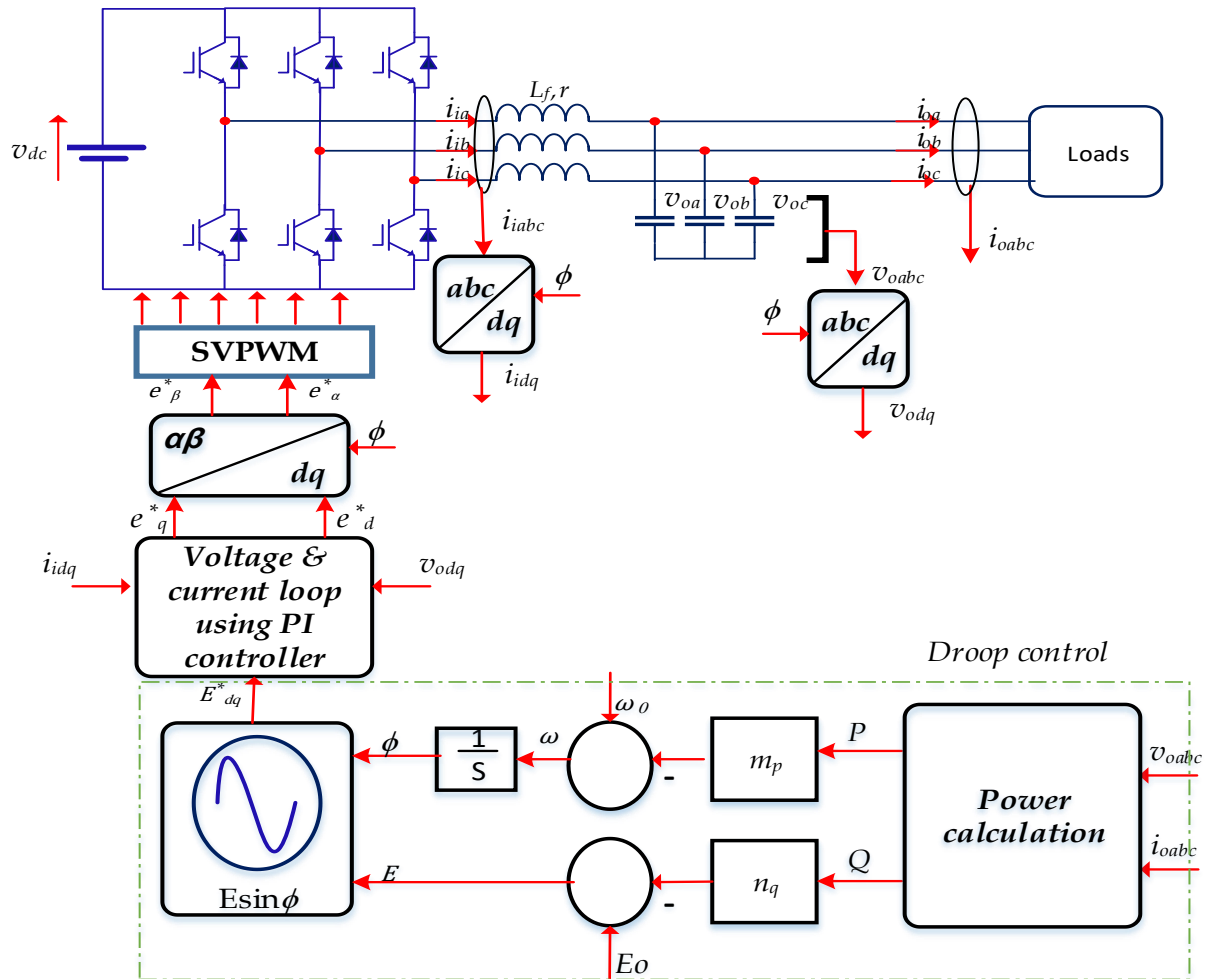 L_f, r
i_ia
i_ib
i_ic
i_oa
i_ob
i_oc
v_dc
Loads
v_oa
v_ob
v_oc
i_iabc
i_oabc
v_oabc
abc
dq
ϕ
i_idq
ϕ
abc
dq
v_odq
SVPWM
e*_β
e*_α
αβ
dq
ϕ
e*_q
e*_d
i_idq
Voltage &
current loop
using PI
controller
v_odq
E*_dq
Droop control
ω_0
ϕ
1
S
ω
-
m_p
P
v_oabc
Power
calculation
i_oabc
E
-
n_q
Q
Esinϕ
Eo